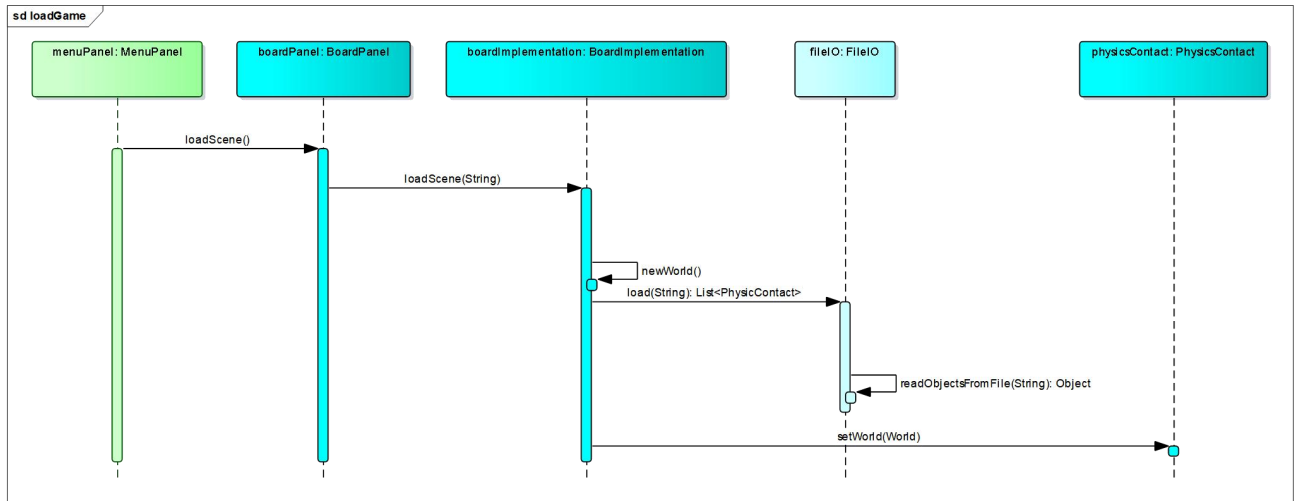 sd loadGame
menuPanel: MenuPanel
boardPanel: BoardPanel
boardImplementation: BoardImplementation
fileIO: FileIO
physicsContact: PhysicsContact
loadScene()
loadScene(String)
newWorld()
load(String): List<PhysicContact>
readObjectsFromFile(String): Object
setWorld(World)